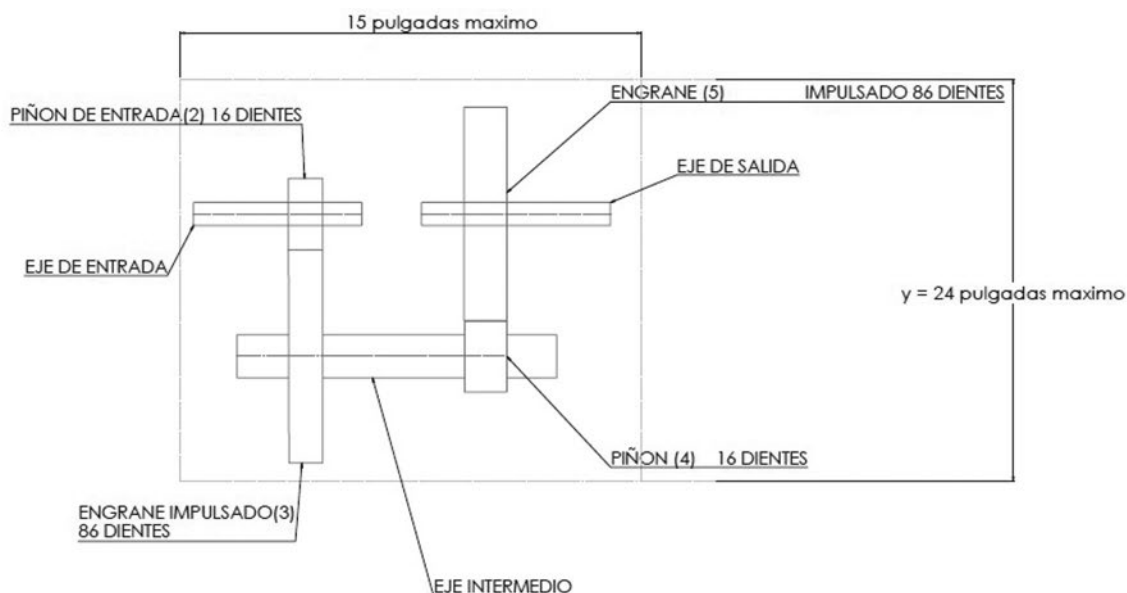 15 pulgadas maximo
ENGRANE (5) IMPULSADO 86 DIENTES
PIÑON DE ENTRADA(2) 16 DIENTES
EJE DE SALIDA
EJE DE ENTRADA
y = 24 pulgadas maximo
PIÑON (4) 16 DIENTES
ENGRANE IMPULSADO(3)
86 DIENTES
EJE INTERMEDIO